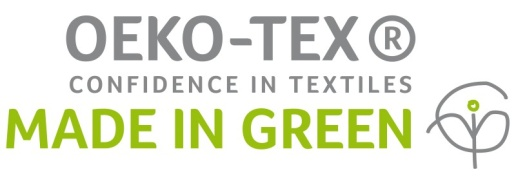 OEKO-TEX®
CONFIDENCE IN TEXTILES
MADE IN GREEN